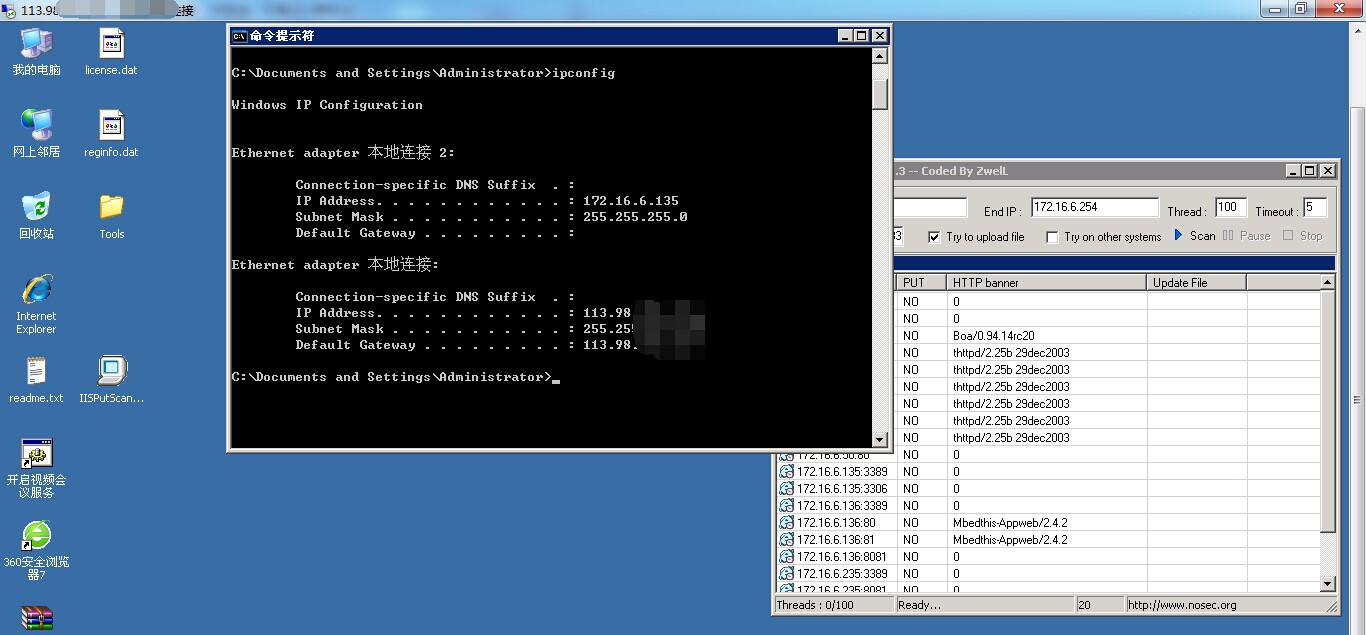 113.98
连接
我的电脑
license.dat
网上邻居
reginfo.dat
回收站
Tools
Internet
Explorer
readme.txt
IISPutScan...
开启视频会
议服务
360安全浏览
器7
命令提示符
C:\Documents and Settings\Administrator>ipconfig
Windows IP Configuration
Ethernet adapter 本地连接 2:
Connection-specific DNS Suffix  . :
IP Address. . . . . . . . . . . . : 172.16.6.135
Subnet Mask . . . . . . . . . . . : 255.255.255.0
Default Gateway . . . . . . . . . :
Ethernet adapter 本地连接:
Connection-specific DNS Suffix  . :
IP Address. . . . . . . . . . . . : 113.98
Subnet Mask . . . . . . . . . . . : 255.25
Default Gateway . . . . . . . . . : 113.98.
C:\Documents and Settings\Administrator>
.3 -- Coded By ZwelL
End IP : 172.16.6.254 Thread : 100 Timeout : 5
Try to upload file Try on other systems Scan Pause Stop
PUT HTTP banner Update File
NO 0
NO 0
NO Boa/0.94.14rc20
NO thttpd/2.25b 29dec2003
NO thttpd/2.25b 29dec2003
NO thttpd/2.25b 29dec2003
NO thttpd/2.25b 29dec2003
NO thttpd/2.25b 29dec2003
NO thttpd/2.25b 29dec2003
NO 0
172.16.6.135:3389 NO 0
172.16.6.135:3306 NO 0
172.16.6.136:3389 NO 0
172.16.6.136:80 NO Mbedthis-Appweb/2.4.2
172.16.6.136:81 NO Mbedthis-Appweb/2.4.2
172.16.6.136:8081 NO 0
172.16.6.235:3389 NO 0
172.16.6.235:8081 NO 0
Threads : 0/100 Ready... 20 http://www.nosec.org